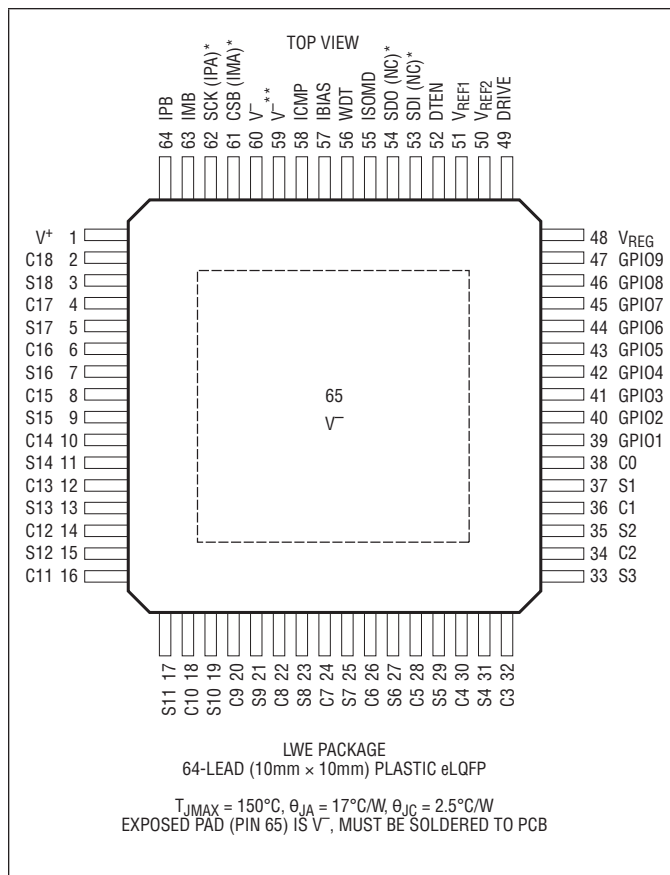 TOP VIEW
64 IPB
63 IMB
62 SCK (IPA)*
61 CSB (IMA)*
60 V–
59 V–**
58 ICMP
57 IBIAS
56 WDT
55 ISOMD
54 SDO (NC)*
53 SDI (NC)*
52 DTEN
51 VREF1
50 VREF2
49 DRIVE
V+ 1
C18 2
S18 3
C17 4
S17 5
C16 6
S16 7
C15 8
S15 9
C14 10
S14 11
C13 12
S13 13
C12 14
S12 15
C11 16
48 VREG
47 GPIO9
46 GPIO8
45 GPIO7
44 GPIO6
43 GPIO5
42 GPIO4
41 GPIO3
40 GPIO2
39 GPIO1
38 C0
37 S1
36 C1
35 S2
34 C2
33 S3
65
V–
S11 17
C10 18
S10 19
C9 20
S9 21
C8 22
S8 23
C7 24
S7 25
C6 26
S6 27
C5 28
S5 29
C4 30
S4 31
C3 32
LWE PACKAGE
64-LEAD (10mm × 10mm) PLASTIC eLQFP
TJMAX = 150°C, θJA = 17°C/W, θJC = 2.5°C/W
EXPOSED PAD (PIN 65) IS V–, MUST BE SOLDERED TO PCB